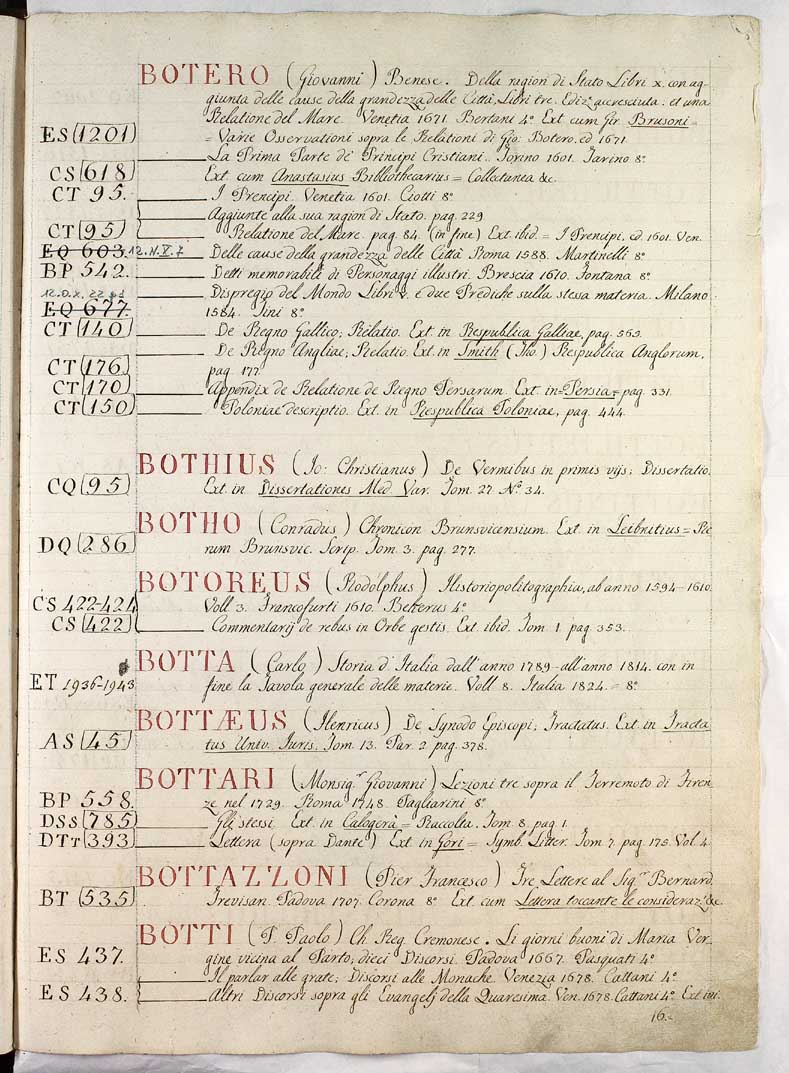 BOTERO (Giovanni) Benese. Della ragion di Stato Libri x. con ag-
giunta delle cause della grandezza delle Città, Libri tre. Ediz. accresciuta. et una
Relatione del Mare. Venetia 1671 Bertani 4° Ext. cum Gir. Brusoni =
ES 1201 = Varie Osservationi sopra le Relationi di Gio: Botero. ed 1671.
La Prima Parte de' Principi Cristiani. Torino 1601. Tarino 8°
CS 618 Ext. cum Anastasius Bibliothecarius = Collectanea &c.
CT 95. I Prencipi. Venetia 1601. Ciotti 8°
Aggiunte alla sua ragion di Stato. pag. 229
CT 95 Relatione del Mare. pag. 84. (in fine) Ext. ibid. = I Prencipi, ed. 1601. Ven.
EQ 603. 12.N.V.7 Delle cause della grandezza delle Città Roma 1588. Martinelli 8°
BP 542. Detti memorabili di Personaggi illustri. Brescia 1610. Fontana 8°
12.O.X. 22 Dispregio del Mondo Libri V. e due Prediche sulla stessa materia. Milano
EQ 677. 1584. Tini 8°
CT 140 De Regno Gallico; Relatio. Ext. in Respublica Galliae, pag. 565.
De Regno Angliae; Relatio. Ext. in Smith (Tho.) Respublica Anglorum.
CT 176 pag. 177
CT 170 Appendix de Relatione de Regno Persarum. Ext. in = Persia = pag. 331.
CT 150 Poloniae descriptio. Ext. in Respublica Poloniae, pag. 444.
BOTHIUS (Jo: Christianus) De Vermibus in primis vijs; Dissertatio.
CQ 95 Ext. in Dissertationes Med. Var. Tom. 27. N° 34.
BOTHO (Conradus) Chronicon Brunsvicensium. Ext. in Leibnitius = Re-
DQ 286 rum Brunsvic. Scrip. Tom. 3. pag. 277.
BOTOREUS (Rodolphus) Historiopolitographia, ab anno 1594-1610.
CS 422-424 Voll 3. Francofurti 1610. Bekerus 4°
CS 422 Commentarij de rebus in Orbe gestis. Ext. ibid. Tom. 1. pag. 353.
BOTTA (Carlo) Storia d'Italia dall'anno 1789 all'anno 1814. con in
ET 1936-1943 fine la Tavola generale delle materie. Voll. 8. Italia 1824. = 8°
BOTTÆUS (Henricus) De Synodo Episcopi; Tractatus. Ext. in Tracta-
AS 45 tus Univ. Juris. Tom. 13. Par. 2 pag. 378.
BOTTARI (Monsig.r Giovanni) Lezioni tre sopra il Terremoto di Firen-
BP 558. ze nel 1729. Roma 1748. Pagliarini 8°
DSS 785 Gli stessi. Ext. in Calogerà = Raccolta. Tom. 8. pag. 1.
DTT 393 Lettera (sopra Dante) Ext in Gori = Symb. Litter. Tom. 7. pag. 175. Vol. 4
BOTTAZZONI (Pier Francesco) Tre Lettere al Sig.r Bernard.
BT 535 Trevisan. Padova 1707. Corona 8° Ext. cum Lettera toccante le consideraz. &c.
BOTTI (P. Paolo) Ch. Reg. Cremonese. Li giorni buoni di Maria Ver-
ES 437. gine vicina al Parto; dieci Discorsi. Padova 1667. Pasquati 4°
Il parlar alle grate; Discorsi alle Monache. Venezia 1678. Cattani 4°
ES 438. Altri Discorsi sopra gli Evangelj della Quaresima. Ven. 1678. Cattani 4° Ext. ivi.
16.